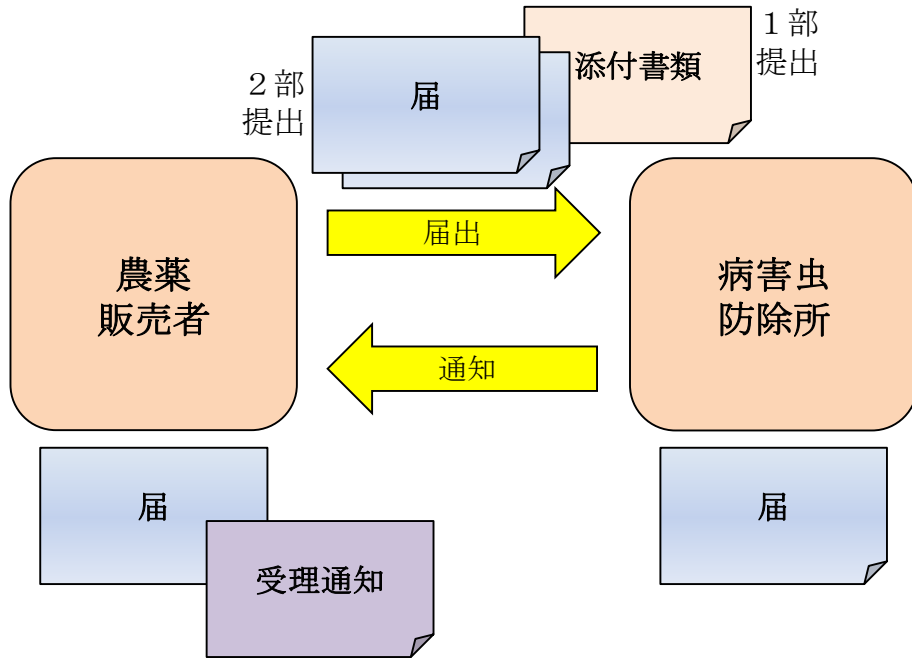 ２部
提出
届
添付書類
１部
提出
農薬
販売者
届出
通知
病害虫
防除所
届
受理通知
届